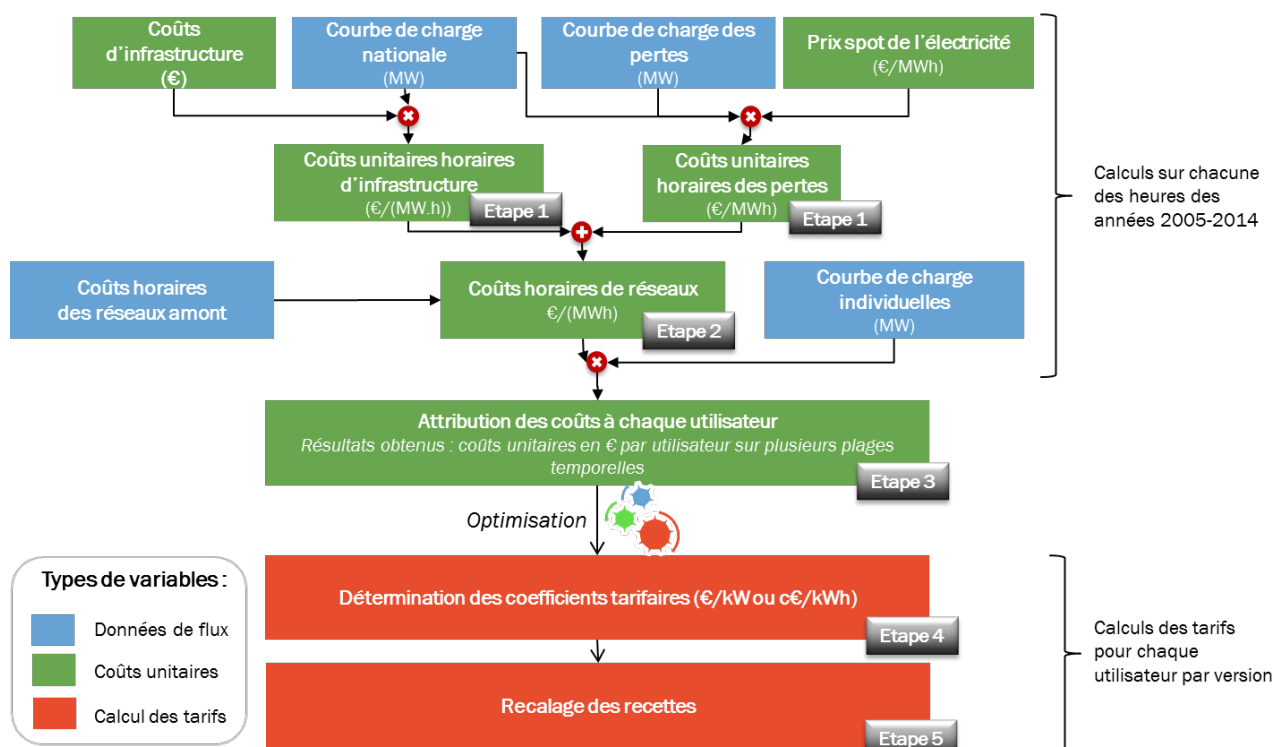 Coûts
d'infrastructure
(€)
Courbe de charge
nationale
(MW)
Courbe de charge des
pertes
(MW)
Prix spot de l'électricité
(€/MWh)
Coûts unitaires horaires
d'infrastructure
(€/(MW.h))
Etape 1
Coûts unitaires
horaires des pertes
(€/MWh)
Etape 1
Calculs sur chacune
des heures des
années 2005-2014
Coûts horaires
des réseaux amont
Coûts horaires de réseaux
€/(MWh)
Etape 2
Courbe de charge
individuelles
(MW)
Attribution des coûts à chaque utilisateur
Résultats obtenus : coûts unitaires en € par utilisateur sur plusieurs plages
temporelles
Etape 3
Optimisation
Détermination des coefficients tarifaires (€/kW ou c€/kWh)
Etape 4
Recalage des recettes
Etape 5
Calculs des tarifs
pour chaque
utilisateur par version
Types de variables :
Données de flux
Coûts unitaires
Calcul des tarifs